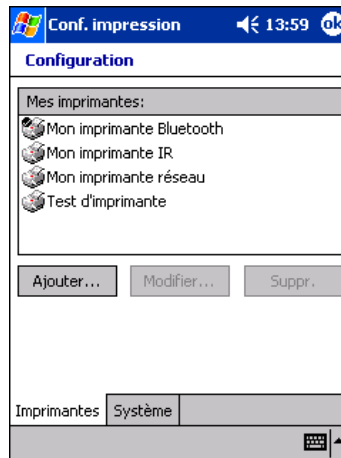 Conf. impression 13:59 ok
Configuration
Mes imprimantes:
Mon imprimante Bluetooth
Mon imprimante IR
Mon imprimante réseau
Test d'imprimante
Ajouter... Modifier... Suppr.
Imprimantes Système